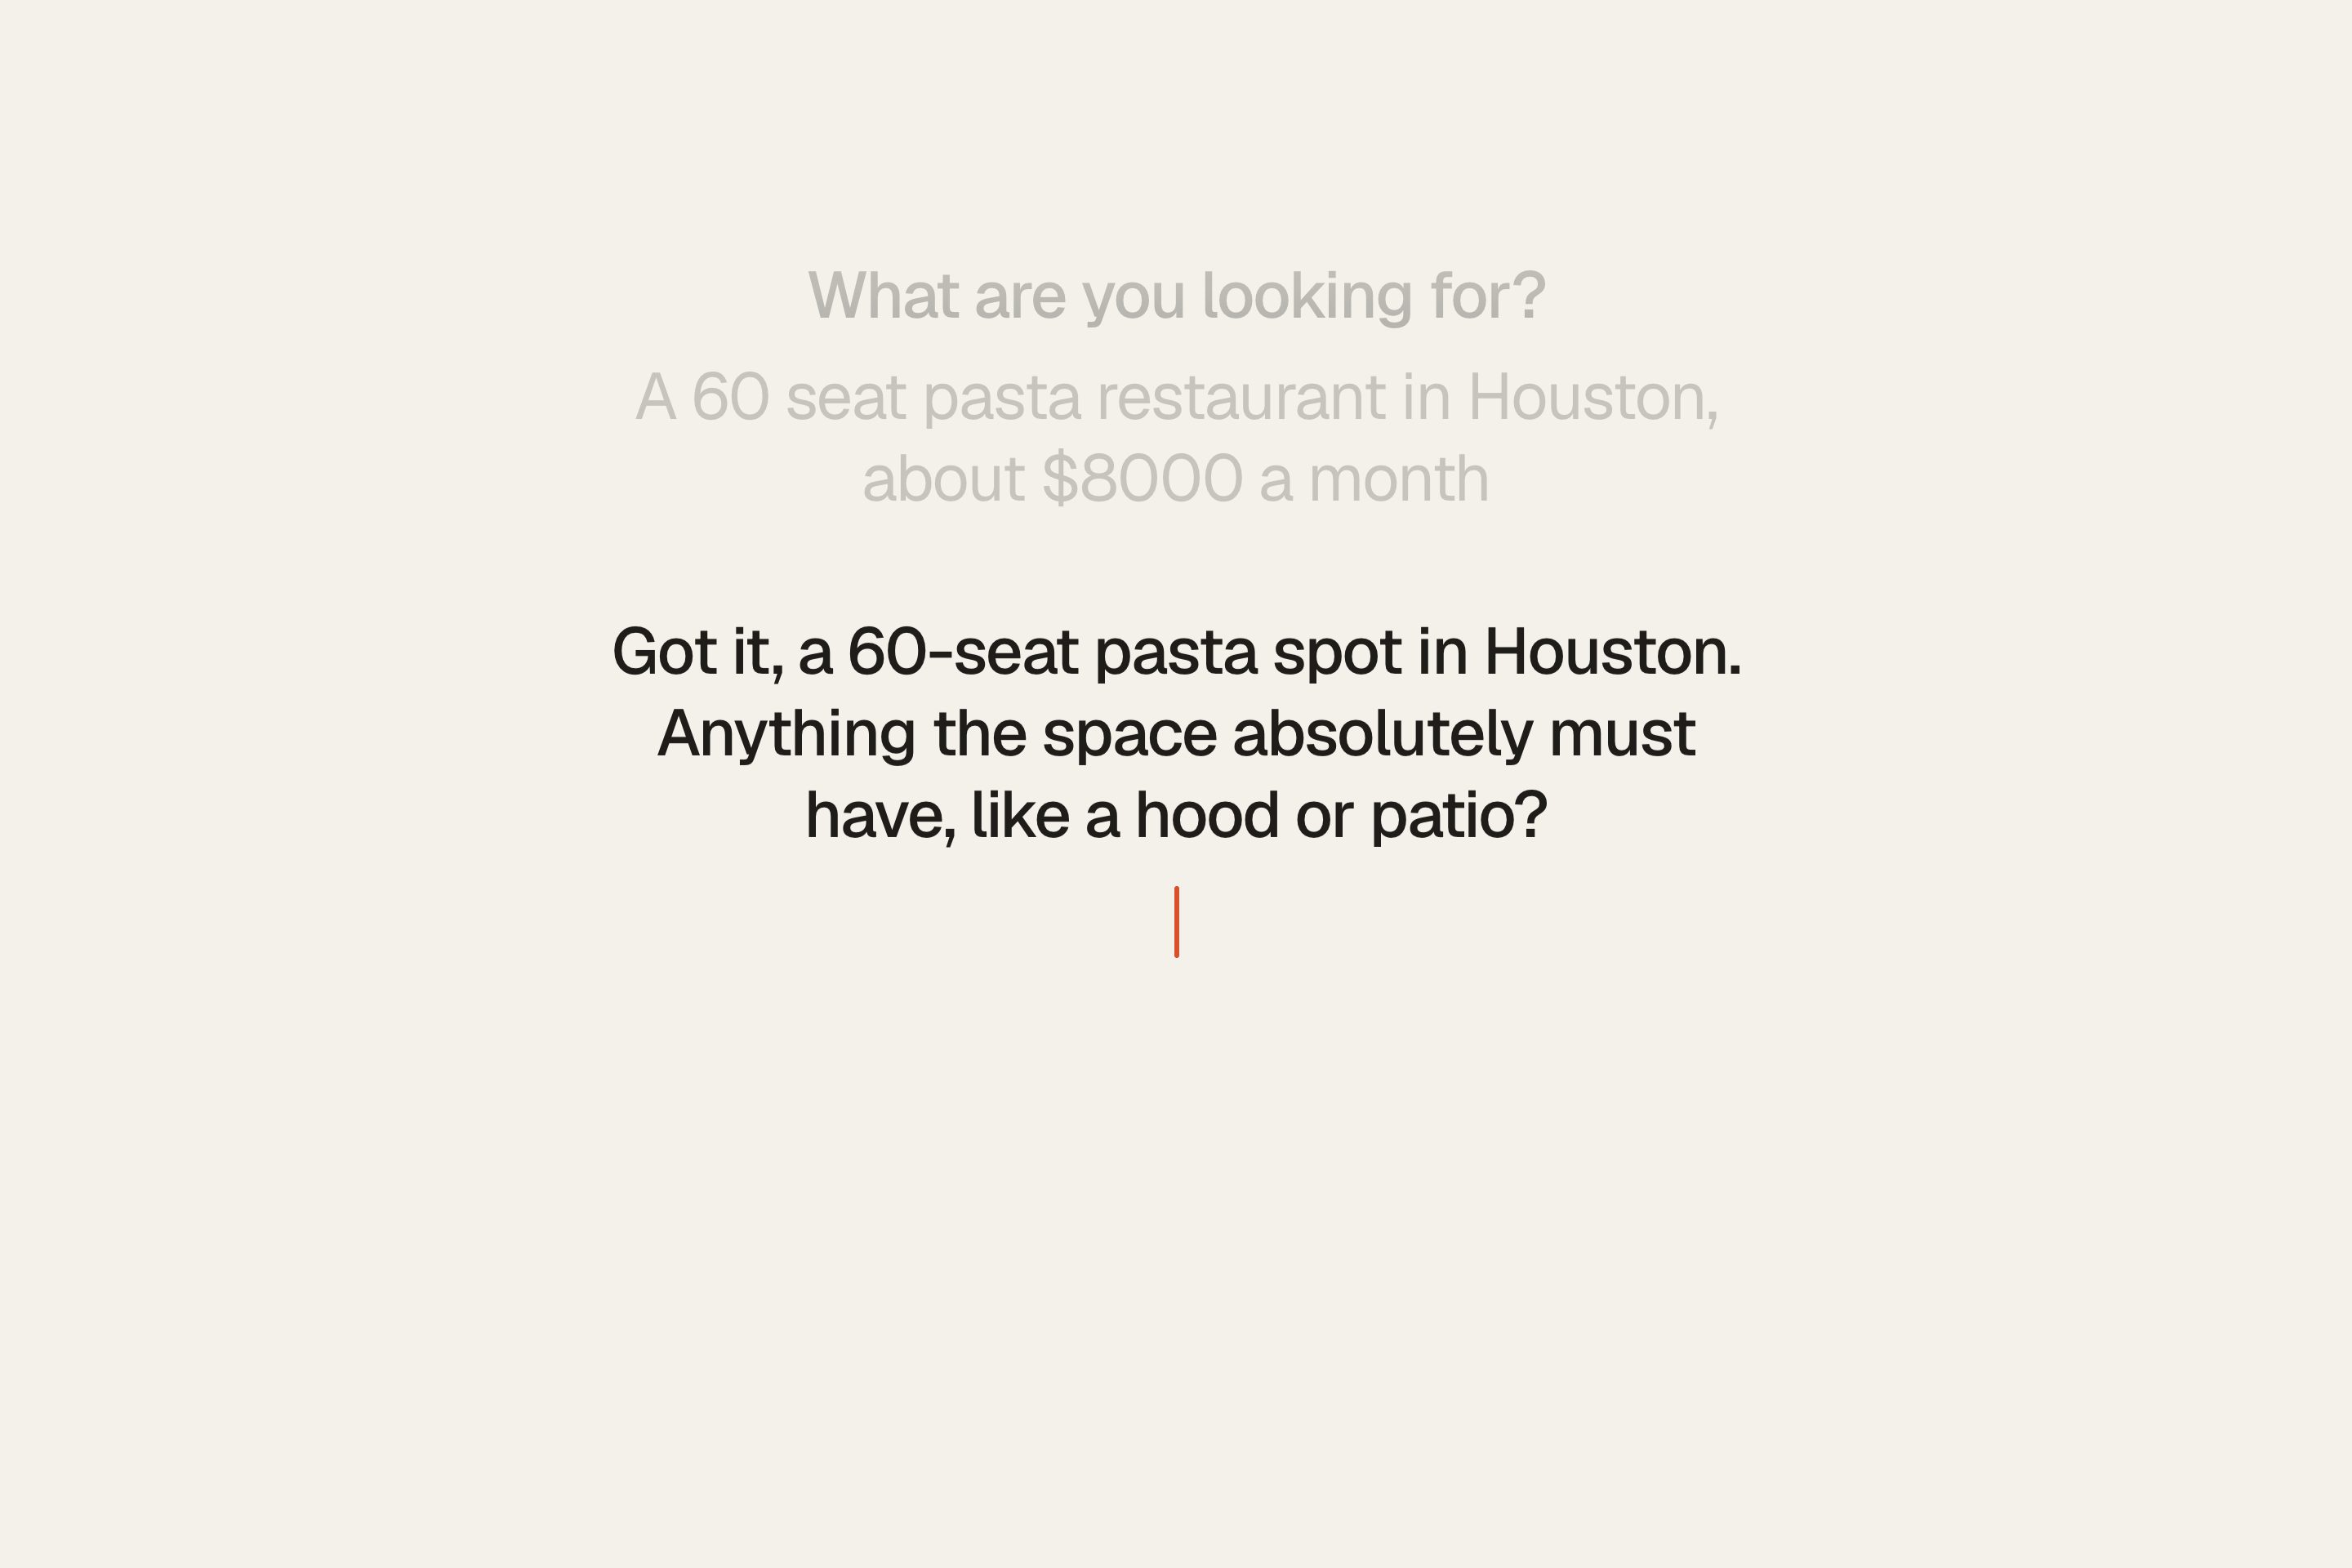 What are you looking for?
A 60 seat pasta restaurant in Houston,
about $8000 a month
Got it, a 60-seat pasta spot in Houston.
Anything the space absolutely must
have, like a hood or patio?